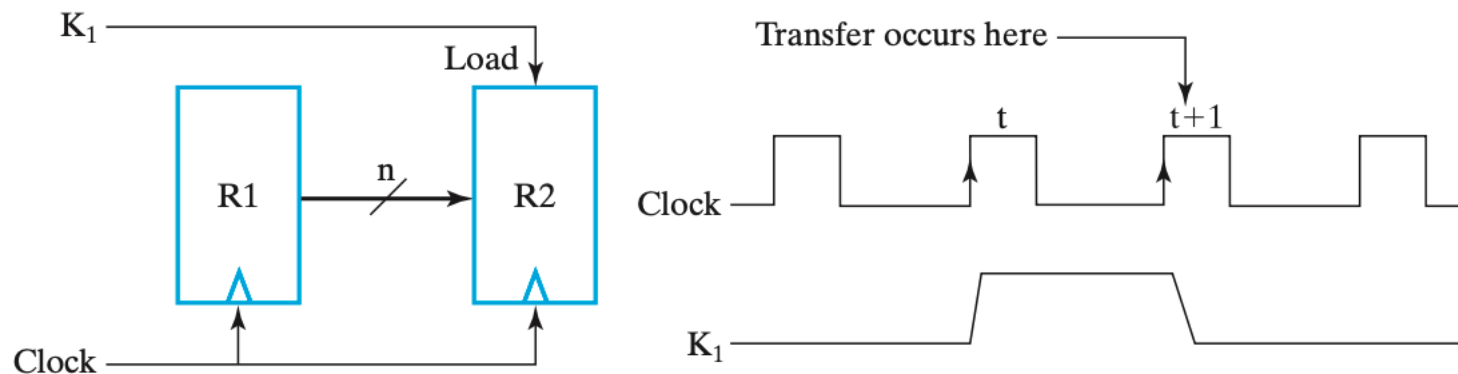 K₁
Load
R1
n
R2
Clock
Transfer occurs here
t
t+1
Clock
K₁